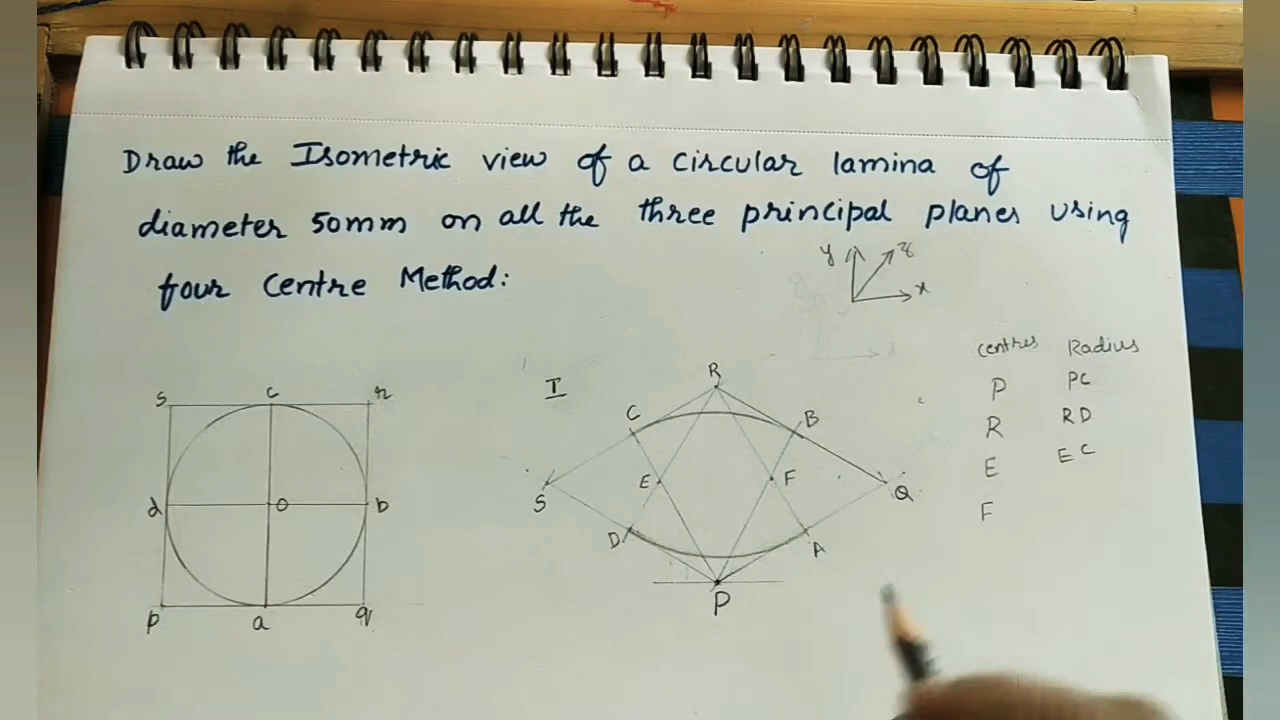 Draw the Isometric view of a circular lamina of
diameter 50mm on all the three principal planes using
four Centre Method:
y z
x
Centres Radius
P PC
R RD
E EC
F
s c r
d o b
p a q
I
R
C B
S E F Q
D A
P